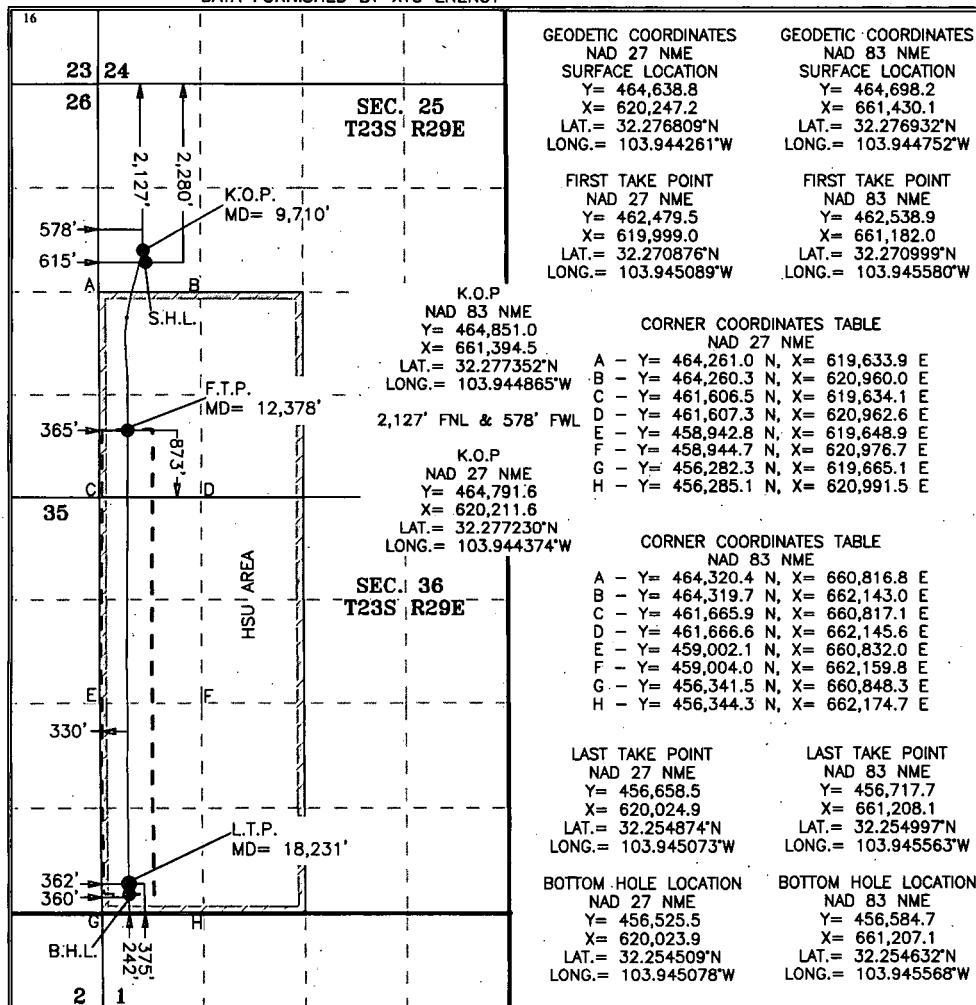 16
23 24
26
SEC. 25
T23S R29E
2,127'
2,280'
K.O.P.
MD= 9,710'
578'
615'
A
B
S.H.L.
F.T.P.
MD= 12,378'
365'
873'
C
D
35
HSU AREA
SEC. 36
T23S R29E
E
F
330'
L.T.P.
MD= 18,231'
362'
360'
G
H
B.H.L.
242'
375'
2 1
K.O.P
NAD 83 NME
Y= 464,851.0
X= 661,394.5
LAT.= 32.277352°N
LONG.= 103.944865°W
2,127' FNL & 578' FWL
K.O.P
NAD 27 NME
Y= 464,791.6
X= 620,211.6
LAT.= 32.277230°N
LONG.= 103.944374°W
GEODETIC COORDINATES
NAD 27 NME
SURFACE LOCATION
Y= 464,638.8
X= 620,247.2
LAT.= 32.276809°N
LONG.= 103.944261°W
GEODETIC COORDINATES
NAD 83 NME
SURFACE LOCATION
Y= 464,698.2
X= 661,430.1
LAT.= 32.276932°N
LONG.= 103.944752°W
FIRST TAKE POINT
NAD 27 NME
Y= 462,479.5
X= 619,999.0
LAT.= 32.270876°N
LONG.= 103.945089°W
FIRST TAKE POINT
NAD 83 NME
Y= 462,538.9
X= 661,182.0
LAT.= 32.270999°N
LONG.= 103.945580°W
CORNER COORDINATES TABLE
NAD 27 NME
A - Y= 464,261.0 N, X= 619,633.9 E
B - Y= 464,260.3 N, X= 620,960.0 E
C - Y= 461,606.5 N, X= 619,634.1 E
D - Y= 461,607.3 N, X= 620,962.6 E
E - Y= 458,942.8 N, X= 619,648.9 E
F - Y= 458,944.7 N, X= 620,976.7 E
G - Y= 456,282.3 N, X= 619,665.1 E
H - Y= 456,285.1 N, X= 620,991.5 E
CORNER COORDINATES TABLE
NAD 83 NME
A - Y= 464,320.4 N, X= 660,816.8 E
B - Y= 464,319.7 N, X= 662,143.0 E
C - Y= 461,665.9 N, X= 660,817.1 E
D - Y= 461,666.6 N, X= 662,145.6 E
E - Y= 459,002.1 N, X= 660,832.0 E
F - Y= 459,004.0 N, X= 662,159.8 E
G - Y= 456,341.5 N, X= 660,848.3 E
H - Y= 456,344.3 N, X= 662,174.7 E
LAST TAKE POINT
NAD 27 NME
Y= 456,658.5
X= 620,024.9
LAT.= 32.254874°N
LONG.= 103.945073°W
LAST TAKE POINT
NAD 83 NME
Y= 456,717.7
X= 661,208.1
LAT.= 32.254997°N
LONG.= 103.945563°W
BOTTOM HOLE LOCATION
NAD 27 NME
Y= 456,525.5
X= 620,023.9
LAT.= 32.254509°N
LONG.= 103.945078°W
BOTTOM HOLE LOCATION
NAD 83 NME
Y= 456,584.7
X= 661,207.1
LAT.= 32.254632°N
LONG.= 103.945568°W